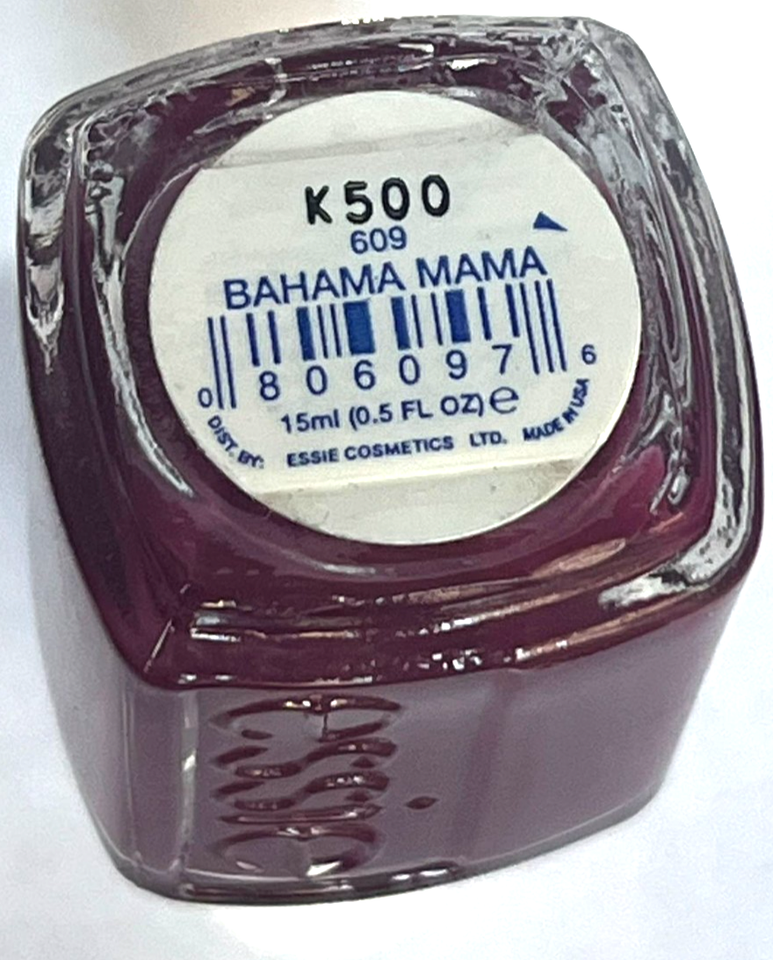 K500
609
BAHAMA MAMA
0 806097 6
15ml (0.5 FL OZ) e
DIST. BY: ESSIE COSMETICS LTD. MADE IN USA
essie